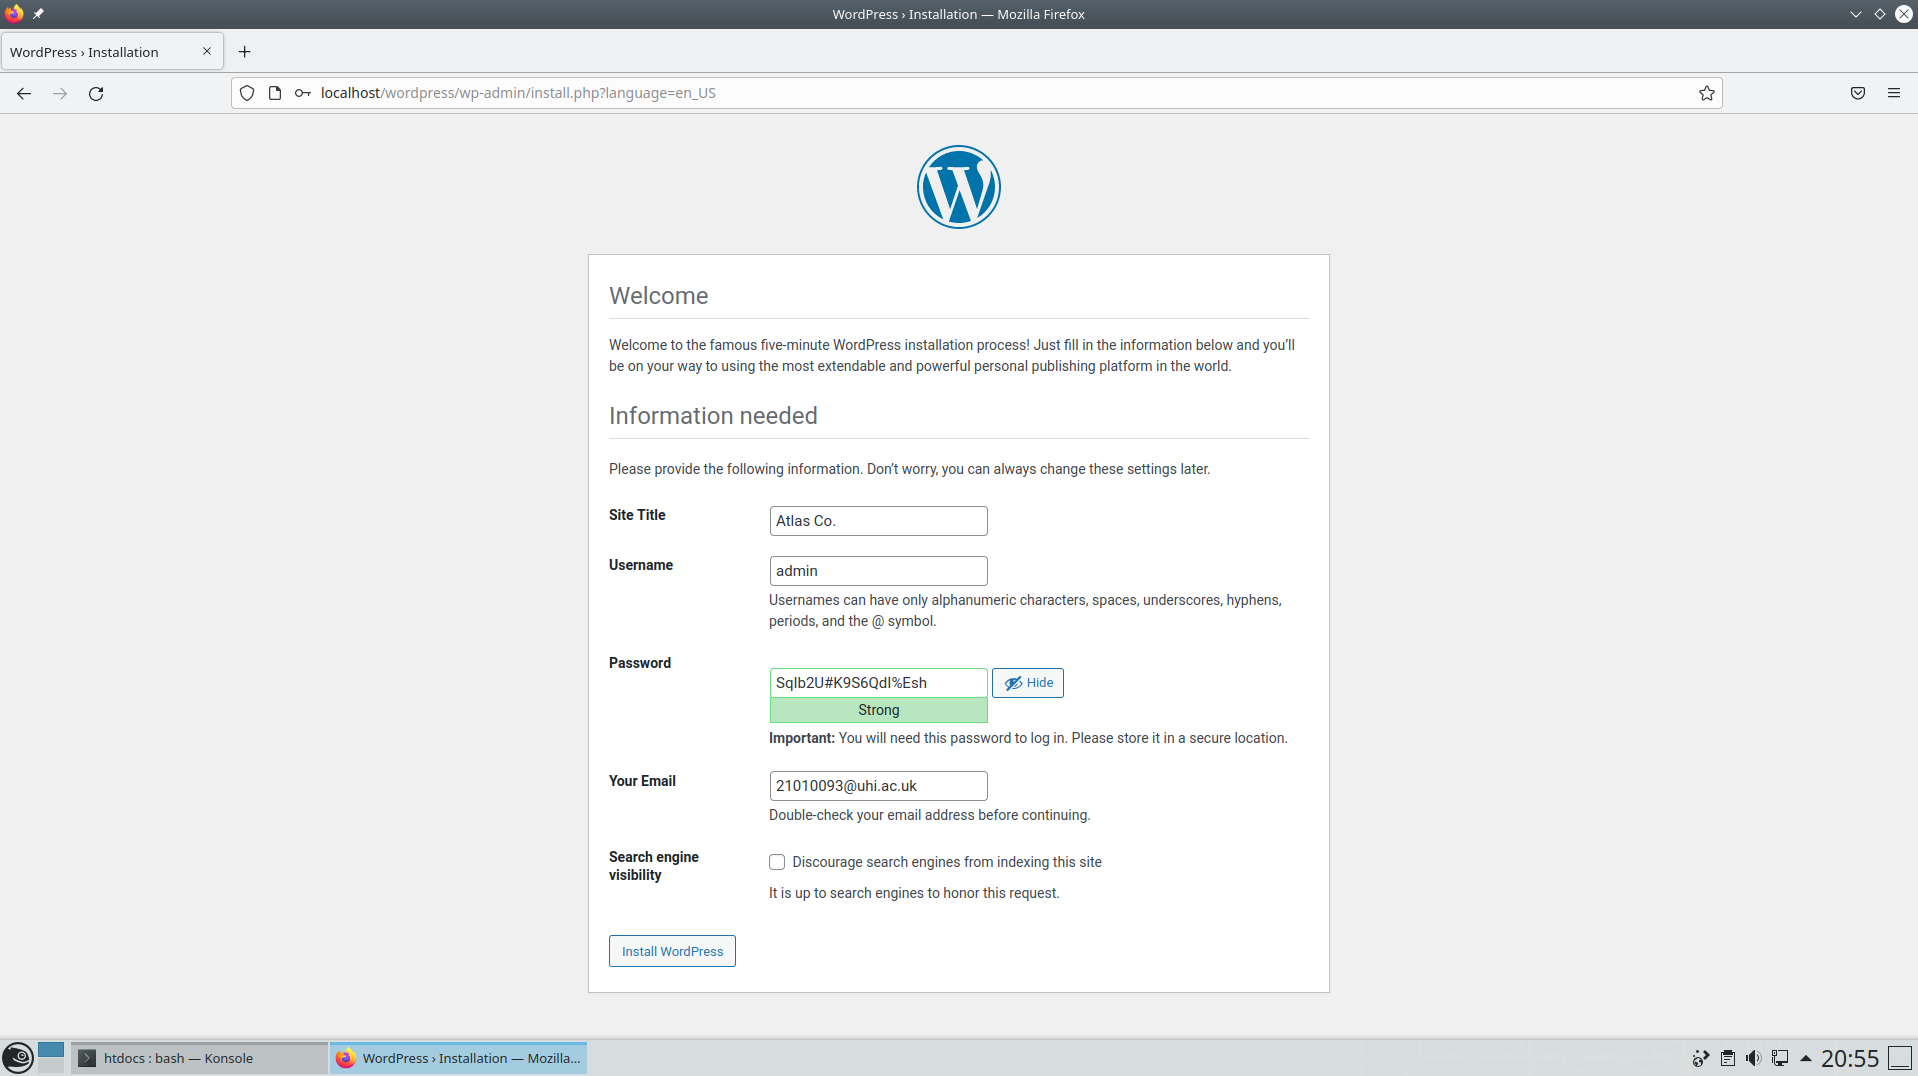 WordPress › Installation — Mozilla Firefox
WordPress › Installation
localhost/wordpress/wp-admin/install.php?language=en_US
Welcome
Welcome to the famous five-minute WordPress installation process! Just fill in the information below and you’ll
be on your way to using the most extendable and powerful personal publishing platform in the world.
Information needed
Please provide the following information. Don’t worry, you can always change these settings later.
Site Title
Atlas Co.
Username
admin
Usernames can have only alphanumeric characters, spaces, underscores, hyphens,
periods, and the @ symbol.
Password
SqIb2U#K9S6QdI%Esh
Hide
Strong
Important: You will need this password to log in. Please store it in a secure location.
Your Email
21010093@uhi.ac.uk
Double-check your email address before continuing.
Search engine
visibility
Discourage search engines from indexing this site
It is up to search engines to honor this request.
Install WordPress
htdocs : bash — Konsole
WordPress › Installation — Mozilla...
20:55